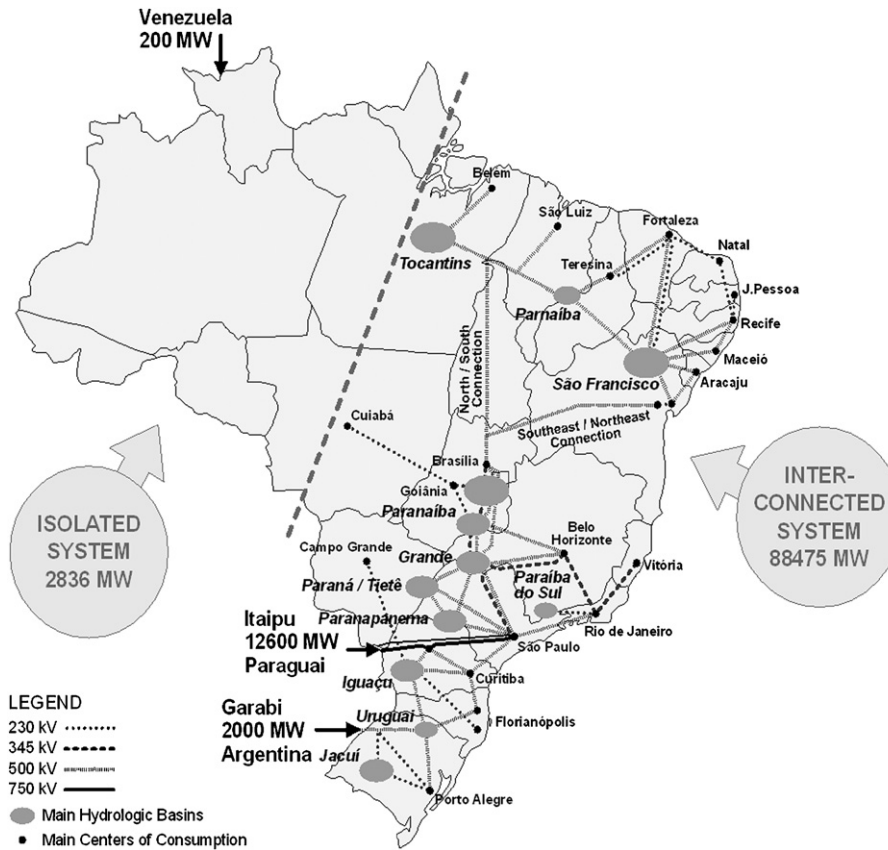 Venezuela
200 MW
Belém
São Luiz
Fortaleza
Natal
Tocantins
Teresina
J.Pessoa
Parnaíba
Recife
Maceió
São Francisco
Aracaju
North / South
Connection
Southeast / Northeast
Connection
Cuiabá
Brasília
Goiânia
Paranaíba
ISOLATED
SYSTEM
2836 MW
INTER-
CONNECTED
SYSTEM
88475 MW
Campo Grande
Grande
Belo
Horizonte
Vitória
Paraná / Tietê
Paraíba
do Sul
Paranapanema
Rio de Janeiro
São Paulo
Itaipu
12600 MW
Paraguai
Iguaçu
Curitiba
Garabi
2000 MW
Argentina
Uruguai
Florianópolis
Jacuí
Porto Alegre
LEGEND
230 kV
345 kV
500 kV
750 kV
Main Hydrologic Basins
Main Centers of Consumption